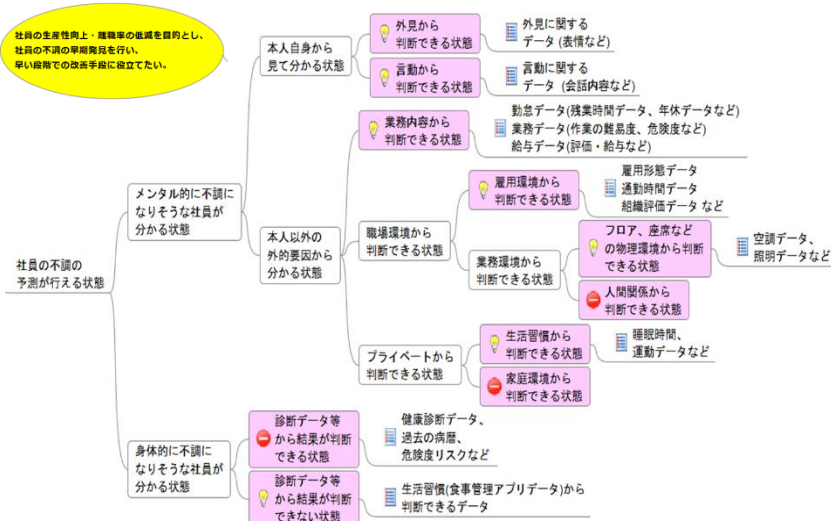 社員の生産性向上・離職率の低減を目的とし、
社員の不調の早期発見を行い、
早い段階での改善手段に役立てたい。
社員の不調の
予測が行える状態
メンタル的に不調に
なりそうな社員が
分かる状態
本人自身から
見て分かる状態
外見から
判断できる状態
外見に関する
データ (表情など)
言動から
判断できる状態
言動に関する
データ (会話内容など)
本人以外の
外的要因から
分かる状態
業務内容から
判断できる状態
勤怠データ(残業時間データ、年休データなど)
業務データ(作業の難易度、危険度など)
給与データ(評価・給与など)
職場環境から
判断できる状態
雇用環境から
判断できる状態
雇用形態データ
通勤時間データ
組織評価データ など
業務環境から
判断できる状態
フロア、座席など
の物理環境から判断
できる状態
空調データ、
照明データなど
人間関係から
判断できる状態
プライベートから
判断できる状態
生活習慣から
判断できる状態
睡眠時間、
運動データなど
家庭環境から
判断できる状態
身体的に不調に
なりそうな社員が
分かる状態
診断データ等
から結果が判断
できる状態
健康診断データ、
過去の病歴、
危険度リスクなど
診断データ等
から結果が判断
できない状態
生活習慣(食事管理アプリデータ)から
判断できるデータ